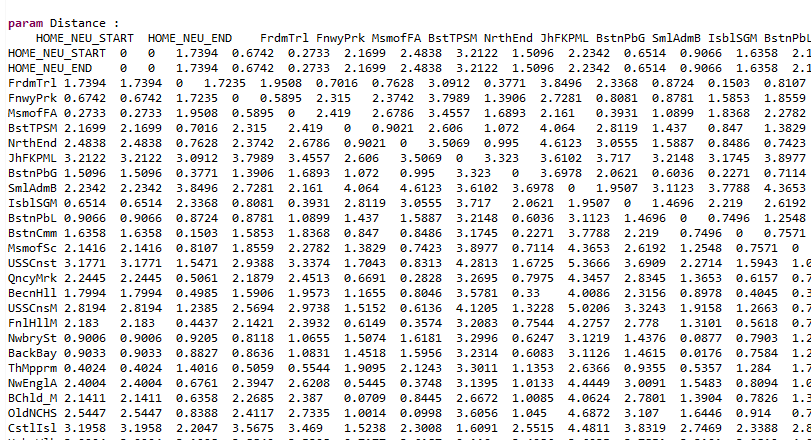 param Distance :
HOME_NEU_START HOME_NEU_END FrdmTrl FnwyPrk MsmofFA BstTPSM NrthEnd JhFKPML BstnPbG SmlAdmB IsblSGM BstnPbL
HOME_NEU_START 0 0 1.7394 0.6742 0.2733 2.1699 2.4838 3.2122 1.5096 2.2342 0.6514 0.9066 1.6358 2.1
HOME_NEU_END 0 0 1.7394 0.6742 0.2733 2.1699 2.4838 3.2122 1.5096 2.2342 0.6514 0.9066 1.6358 2.1
FrdmTrl 1.7394 1.7394 0 1.7235 1.9508 0.7016 0.7628 3.0912 0.3771 3.8496 2.3368 0.8724 0.1503 0.8107
FnwyPrk 0.6742 0.6742 1.7235 0 0.5895 2.315 2.3742 3.7989 1.3906 2.7281 0.8081 0.8781 1.5853 1.8559
MsmofFA 0.2733 0.2733 1.9508 0.5895 0 2.419 2.6786 3.4557 1.6893 2.161 0.3931 1.0899 1.8368 2.2782
BstTPSM 2.1699 2.1699 0.7016 2.315 2.419 0 0.9021 2.606 1.072 4.064 2.8119 1.437 0.847 1.3829
NrthEnd 2.4838 2.4838 0.7628 2.3742 2.6786 0.9021 0 3.5069 0.995 4.6123 3.0555 1.5887 0.8486 0.7423
JhFKPML 3.2122 3.2122 3.0912 3.7989 3.4557 2.606 3.5069 0 3.323 3.6102 3.717 3.2148 3.1745 3.8977
BstnPbG 1.5096 1.5096 0.3771 1.3906 1.6893 1.072 0.995 3.323 0 3.6978 2.0621 0.6036 0.2271 0.7114
SmlAdmB 2.2342 2.2342 3.8496 2.7281 2.161 4.064 4.6123 3.6102 3.6978 0 1.9507 3.1123 3.7788 4.3653
IsblSGM 0.6514 0.6514 2.3368 0.8081 0.3931 2.8119 3.0555 3.717 2.0621 1.9507 0 1.4696 2.219 2.6192
BstnPbL 0.9066 0.9066 0.8724 0.8781 1.0899 1.437 1.5887 3.2148 0.6036 3.1123 1.4696 0 0.7496 1.2548
BstnCmm 1.6358 1.6358 0.1503 1.5853 1.8368 0.847 0.8486 3.1745 0.2271 3.7788 2.219 0.7496 0 0.7571
MsmofSc 2.1416 2.1416 0.8107 1.8559 2.2782 1.3829 0.7423 3.8977 0.7114 4.3653 2.6192 1.2548 0.7571 0
USSCnst 3.1771 3.1771 1.5471 2.9388 3.3374 1.7043 0.8313 4.2813 1.6725 5.3666 3.6909 2.2714 1.5943 1.0
QncyMrk 2.2445 2.2445 0.5061 2.1879 2.4513 0.6691 0.2828 3.2695 0.7975 4.3457 2.8345 1.3653 0.6157 0.7
BecnHll 1.7994 1.7994 0.4985 1.5906 1.9573 1.1655 0.8046 3.5781 0.33 4.0086 2.3156 0.8978 0.4045 0.3
USSCnsM 2.8194 2.8194 1.2385 2.5694 2.9738 1.5152 0.6136 4.1205 1.3228 5.0206 3.3243 1.9158 1.2663 0.7
FnlHllM 2.183 2.183 0.4437 2.1421 2.3932 0.6149 0.3574 3.2083 0.7544 4.2757 2.778 1.3101 0.5618 0.7
NwbrySt 0.9006 0.9006 0.9205 0.8118 1.0655 1.5074 1.6181 3.2996 0.6247 3.1219 1.4376 0.0877 0.7903 1.2
BackBay 0.9033 0.9033 0.8827 0.8636 1.0831 1.4518 1.5956 3.2314 0.6083 3.1126 1.4615 0.0176 0.7584 1.2
ThMpprm 0.4024 0.4024 1.4016 0.5059 0.5544 1.9095 2.1243 3.3011 1.1353 2.6366 0.9355 0.5357 1.284 1.7
NwEnglA 2.4004 2.4004 0.6761 2.3947 2.6208 0.5445 0.3748 3.1395 1.0133 4.4449 3.0091 1.5483 0.8094 1.0
BChld_M 2.1411 2.1411 0.6358 2.2685 2.387 0.0709 0.8445 2.6672 1.0085 4.0624 2.7801 1.3904 0.7826 1.3
OldNCHS 2.5447 2.5447 0.8388 2.4117 2.7335 1.0014 0.0998 3.6056 1.045 4.6872 3.107 1.6446 0.914 0.7
CstlIsl 3.1958 3.1958 2.2047 3.5675 3.469 1.5238 2.3008 1.6091 2.5515 4.4811 3.8319 2.7469 2.3388 2.8